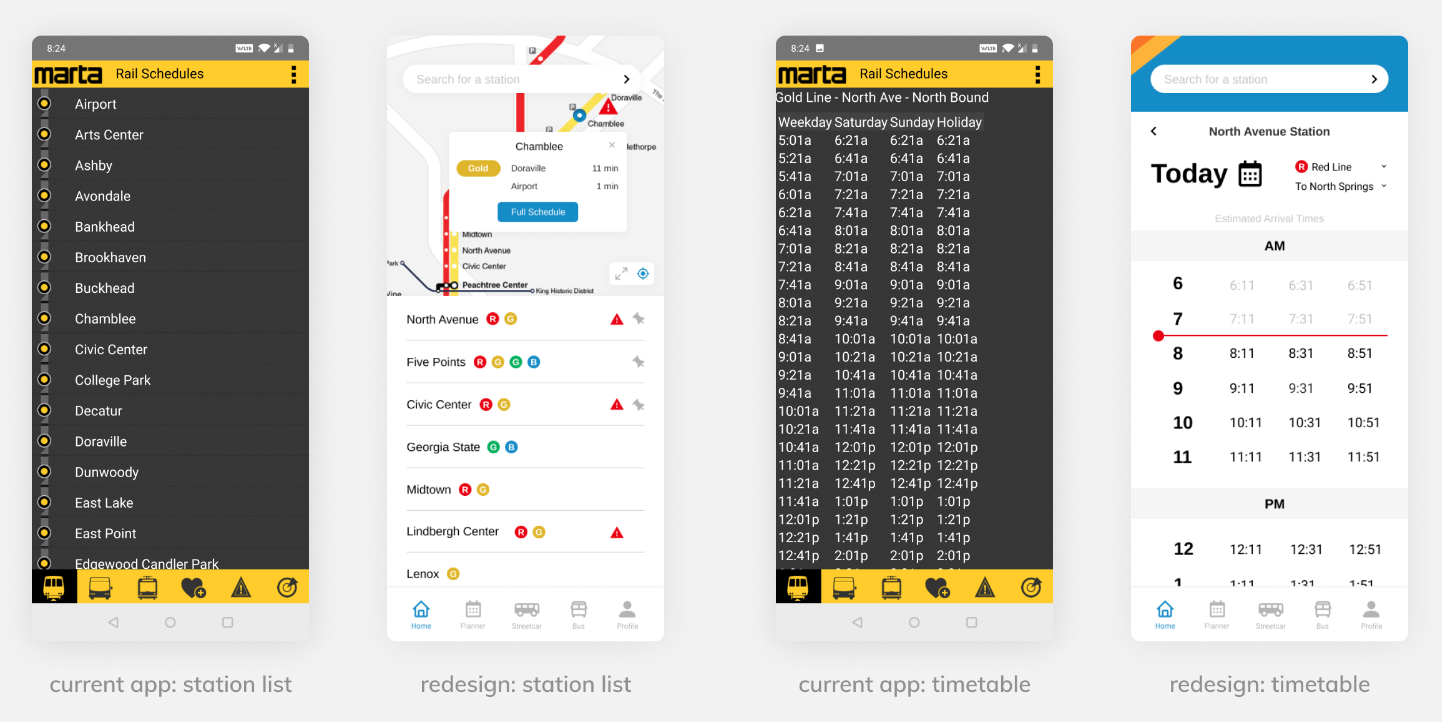 8:24
VoLTE
marta Rail Schedules
Airport
Arts Center
Ashby
Avondale
Bankhead
Brookhaven
Buckhead
Chamblee
Civic Center
College Park
Decatur
Doraville
Dunwoody
East Lake
East Point
Edgewood Candler Park
current app: station list
P
Search for a station
Doraville
The
P
Chamblee
P
lethorpe
Chamblee ×
Gold Doraville 11 min
Airport 1 min
Full Schedule
Midtown
North Avenue
Civic Center
Park
Peachtree Center
King Historic District
Vine
North Avenue R G
Five Points R G G B
Civic Center R G
Georgia State G B
Midtown R G
Lindbergh Center R G
Lenox G
Home Planner Streetcar Bus Profile
redesign: station list
8:24
VoLTE
marta Rail Schedules
Gold Line - North Ave - North Bound
Weekday Saturday Sunday Holiday
5:01a 6:21a 6:21a 6:21a
5:21a 6:41a 6:41a 6:41a
5:41a 7:01a 7:01a 7:01a
6:01a 7:21a 7:21a 7:21a
6:21a 7:41a 7:41a 7:41a
6:41a 8:01a 8:01a 8:01a
7:01a 8:21a 8:21a 8:21a
7:21a 8:41a 8:41a 8:41a
7:41a 9:01a 9:01a 9:01a
8:01a 9:21a 9:21a 9:21a
8:21a 9:41a 9:41a 9:41a
8:41a 10:01a 10:01a 10:01a
9:01a 10:21a 10:21a 10:21a
9:21a 10:41a 10:41a 10:41a
9:41a 11:01a 11:01a 11:01a
10:01a 11:21a 11:21a 11:21a
10:21a 11:41a 11:41a 11:41a
10:41a 12:01p 12:01p 12:01p
11:01a 12:21p 12:21p 12:21p
11:21a 12:41p 12:41p 12:41p
11:41a 1:01p 1:01p 1:01p
12:01p 1:21p 1:21p 1:21p
12:21p 1:41p 1:41p 1:41p
12:41p 2:01p 2:01p 2:01p
current app: timetable
Search for a station
North Avenue Station
Today
R Red Line
To North Springs
Estimated Arrival Times
AM
6 6:11 6:31 6:51
7 7:11 7:31 7:51
8 8:11 8:31 8:51
9 9:11 9:31 9:51
10 10:11 10:31 10:51
11 11:11 11:31 11:51
PM
12 12:11 12:31 12:51
1 1:11 1:31 1:51
Home Planner Streetcar Bus Profile
redesign: timetable